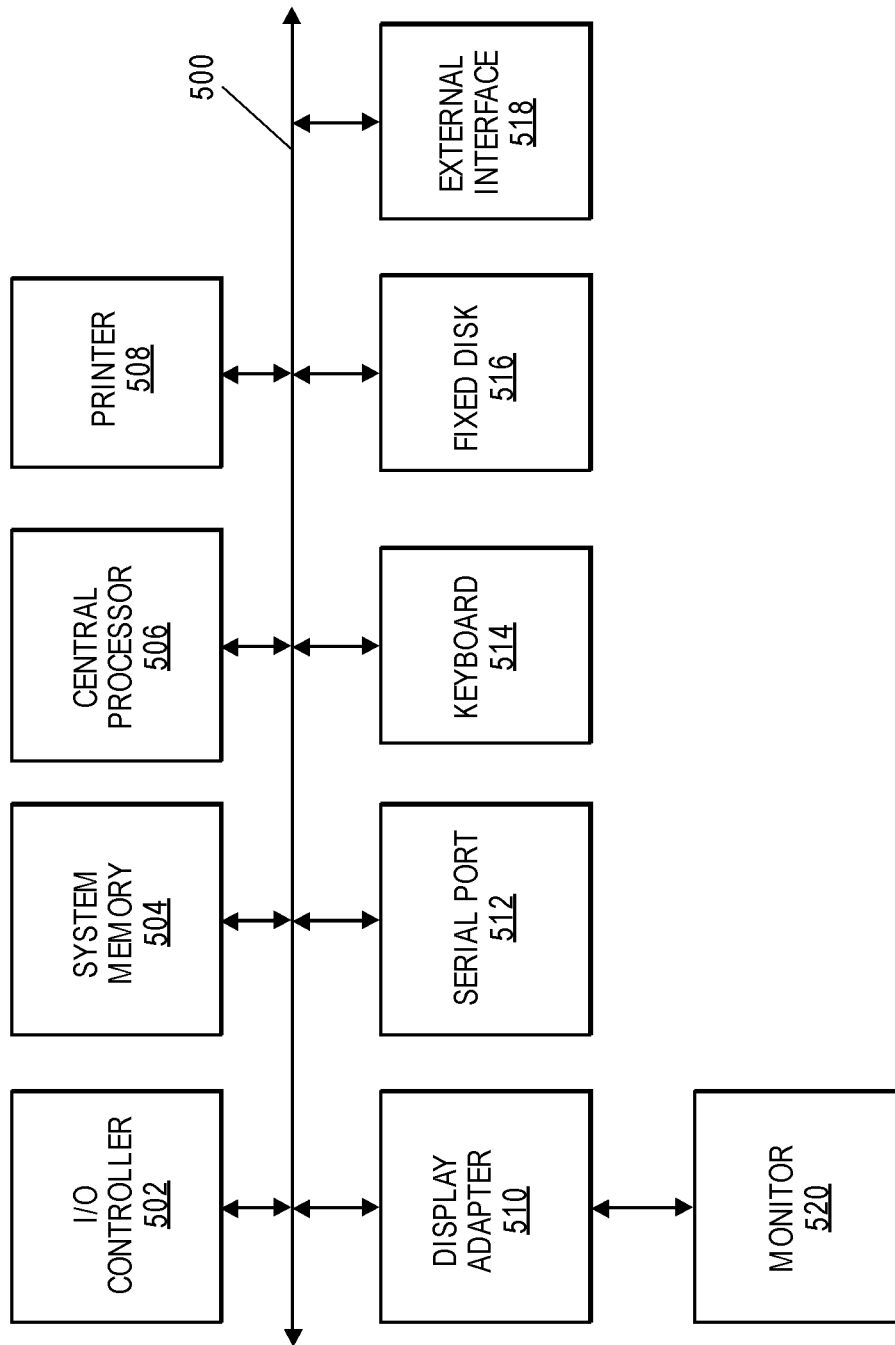 I/O
CONTROLLER
502
SYSTEM
MEMORY
504
CENTRAL
PROCESSOR
506
PRINTER
508
500
DISPLAY
ADAPTER
510
SERIAL PORT
512
KEYBOARD
514
FIXED DISK
516
EXTERNAL
INTERFACE
518
MONITOR
520